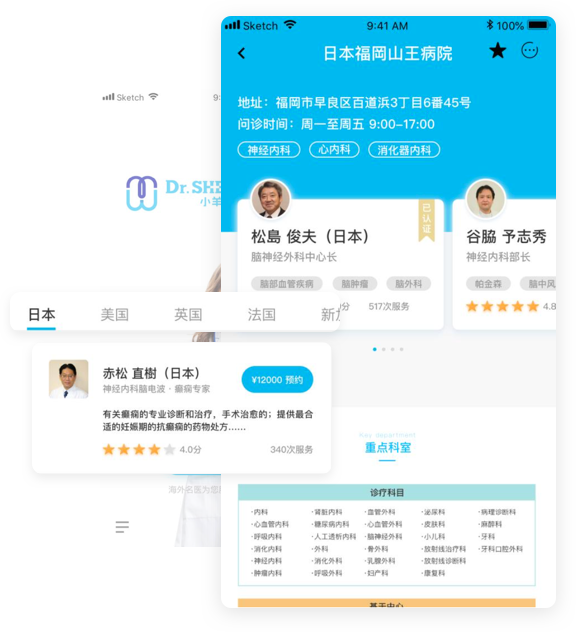 Sketch 9:41 AM 100%
日本福岡山王病院
地址：福岡市早良区百道浜3丁目6番45号
问诊时间：周一至周五 9:00–17:00
神经内科 心内科 消化器内科
Sketch 9:
Dr.SHE
小羊
已认证
松島 俊夫（日本）
脑神经外科中心长
脑部血管疾病 脑肿瘤 脑外科
分 517次服务
谷脇 予志秀
神经内科部长
帕金森 脑中风
4.8
日本 美国 英国 法国 新加
赤松 直樹（日本）
神经内科脑电波 · 癫痫专家
¥12000 预约
有关癫痫的专业诊断和治疗，手术治愈的；提供最合
适的妊娠期的抗癫痫的药物处方……
4.0分 340次服务
海外名医为您
Key department
重点科室
诊疗科目
·内科 ·肾脏内科 ·血管外科 ·泌尿科 ·病理诊断科
·心血管内科 ·糖尿病内科 ·心血管外科 ·皮肤科 ·麻醉科
·呼吸内科 ·人工透析内科 ·脑神经外科 ·小儿科 ·牙科
·消化内科 ·外科 ·骨外科 ·放射线治疗科 ·牙科口腔外科
·神经内科 ·消化外科 ·乳腺外科 ·放射线诊断科
·肿瘤内科 ·呼吸外科 ·妇产科 ·康复科